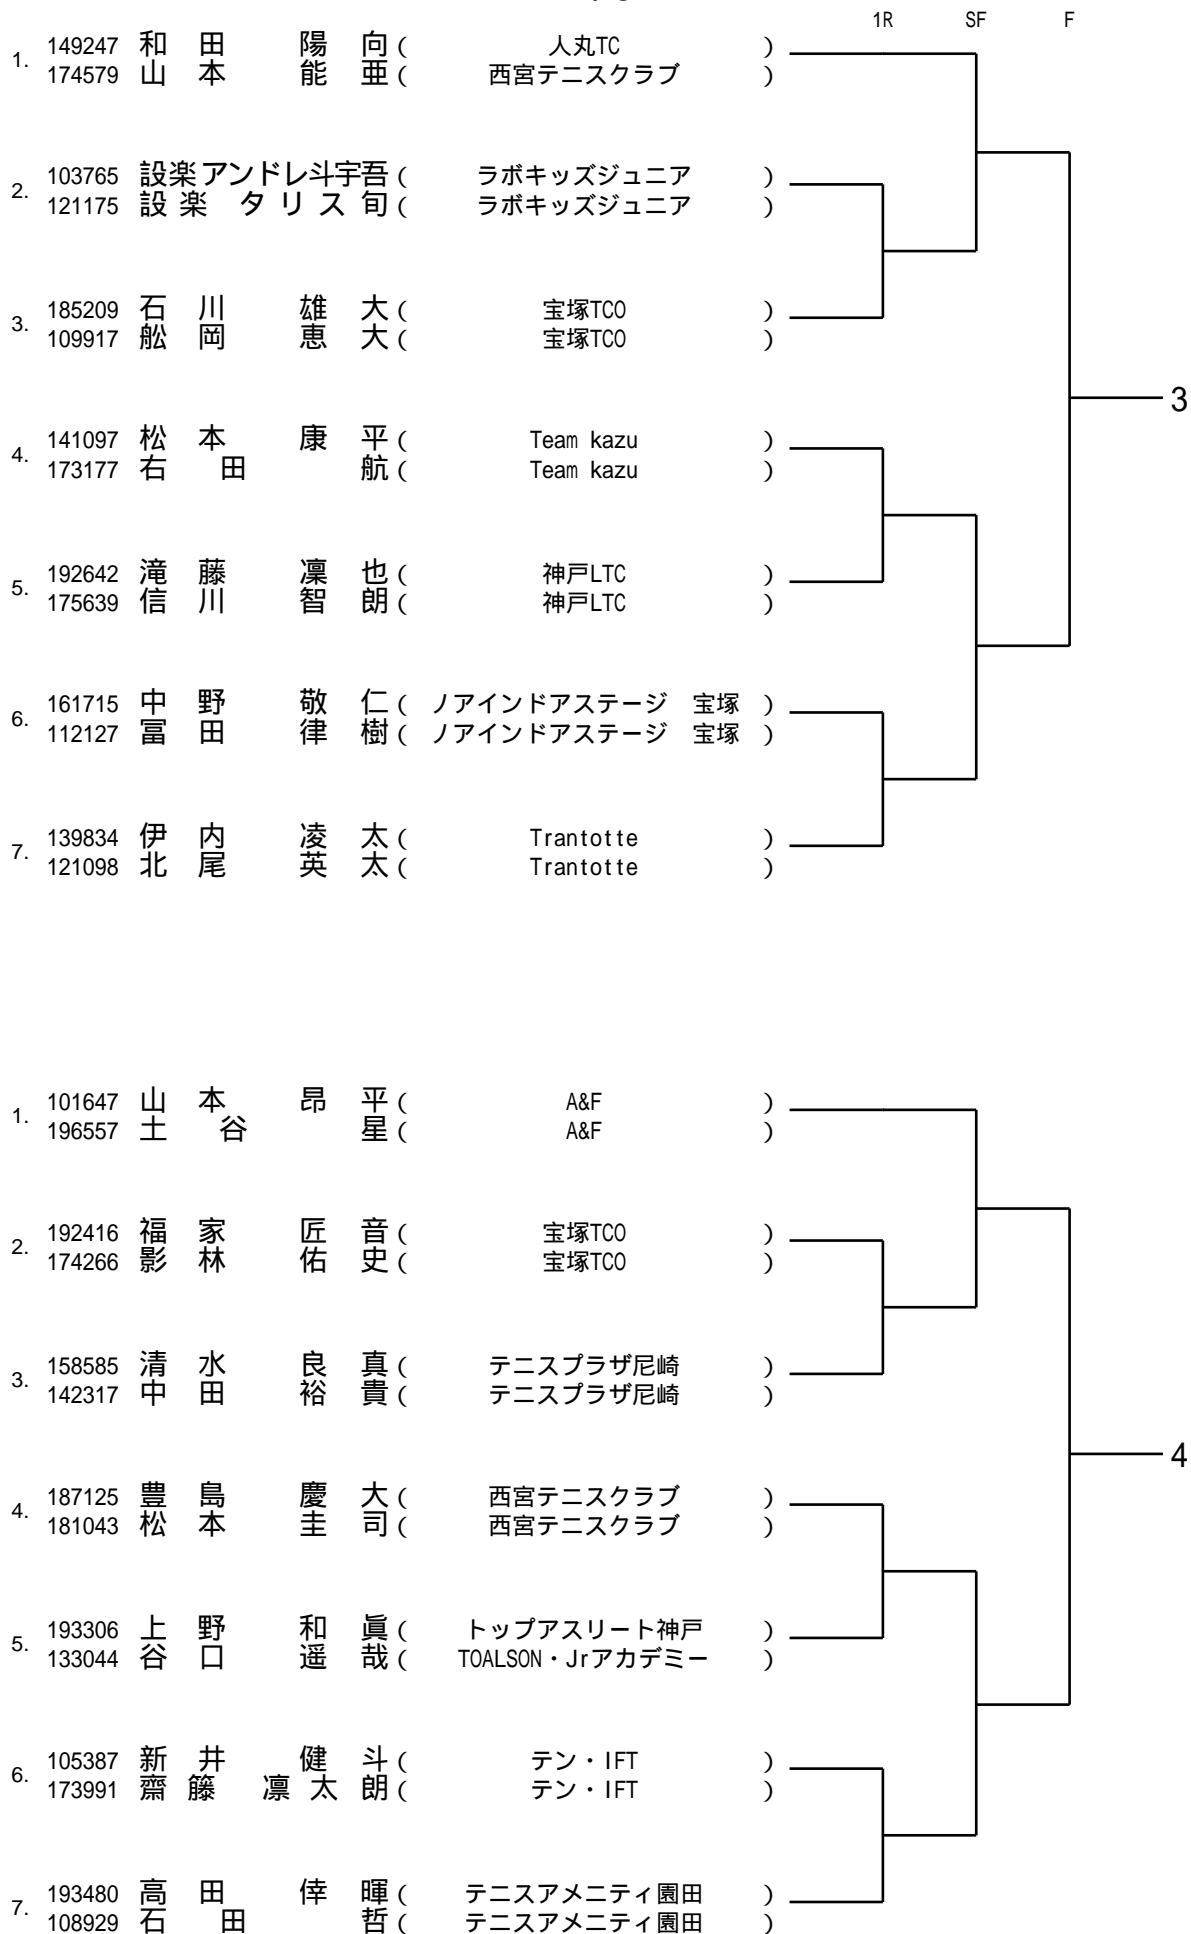 1R SF F
1. 149247 和田 陽向 ( 人丸TC )
174579 山本 能亜 ( 西宮テニスクラブ )
2. 103765 設楽アンドレ斗宇吾 ( ラボキッズジュニア )
121175 設楽 タリス旬 ( ラボキッズジュニア )
3. 185209 石川 雄大 ( 宝塚TCO )
109917 舩岡 恵大 ( 宝塚TCO )
3
4. 141097 松本 康平 ( Team kazu )
173177 右田 航 ( Team kazu )
5. 192642 滝藤 凜也 ( 神戸LTC )
175639 信川 智朗 ( 神戸LTC )
6. 161715 中野 敬仁 ( ノアインドアステージ 宝塚 )
112127 冨田 律樹 ( ノアインドアステージ 宝塚 )
7. 139834 伊内 凌太 ( Trantotte )
121098 北尾 英太 ( Trantotte )
1. 101647 山本 昂平 ( A&F )
196557 土谷 星 ( A&F )
2. 192416 福家 匠音 ( 宝塚TCO )
174266 影林 佑史 ( 宝塚TCO )
3. 158585 清水 良真 ( テニスプラザ尼崎 )
142317 中田 裕貴 ( テニスプラザ尼崎 )
4
4. 187125 豊島 慶大 ( 西宮テニスクラブ )
181043 松本 圭司 ( 西宮テニスクラブ )
5. 193306 上野 和眞 ( トップアスリート神戸 )
133044 谷口 遥哉 ( TOALSON・Jrアカデミー )
6. 105387 新井 健斗 ( テン・IFT )
173991 齋籐 凛太朗 ( テン・IFT )
7. 193480 高田 倖暉 ( テニスアメニティ園田 )
108929 石田 哲 ( テニスアメニティ園田 )